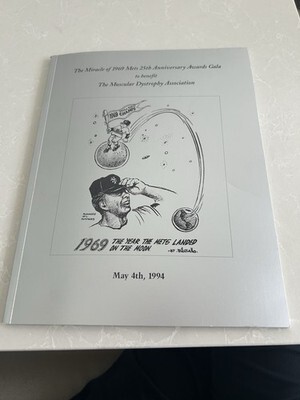 The Miracle of 1969 Mets 25th Anniversary Awards Gala
to benefit
The Muscular Dystrophy Association
1969 THE YEAR THE METS LANDED
ON THE MOON
May 4th, 1994